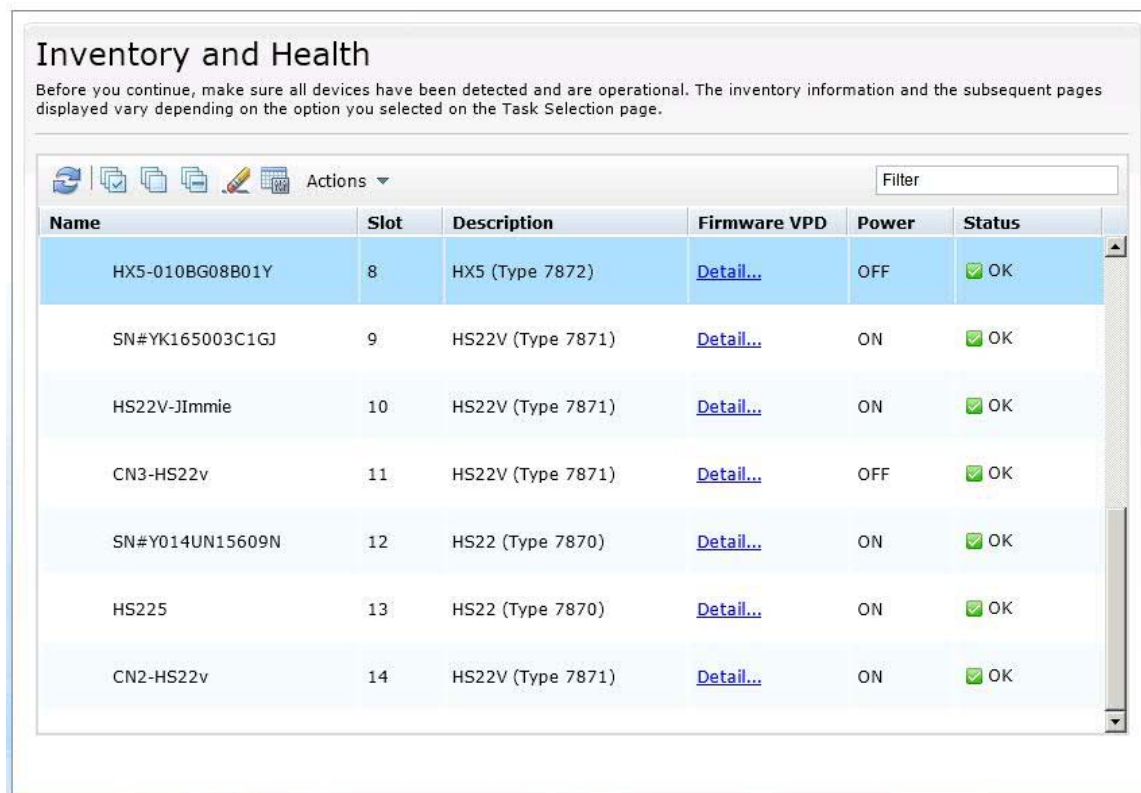 Inventory and Health
Before you continue, make sure all devices have been detected and are operational. The inventory information and the subsequent pages
displayed vary depending on the option you selected on the Task Selection page.
Actions Filter
Name Slot Description Firmware VPD Power Status
HX5-010BG08B01Y 8 HX5 (Type 7872) Detail... OFF OK
SN#YK165003C1GJ 9 HS22V (Type 7871) Detail... ON OK
HS22V-JImmie 10 HS22V (Type 7871) Detail... ON OK
CN3-HS22v 11 HS22V (Type 7871) Detail... OFF OK
SN#Y014UN15609N 12 HS22 (Type 7870) Detail... ON OK
HS225 13 HS22 (Type 7870) Detail... ON OK
CN2-HS22v 14 HS22V (Type 7871) Detail... ON OK